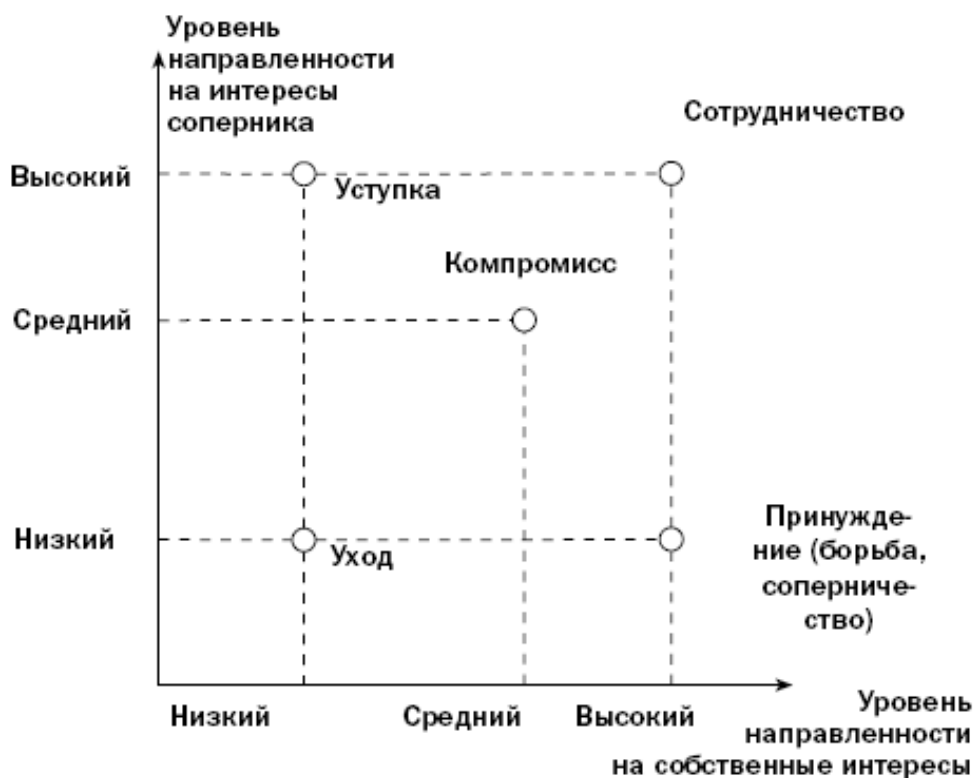 Уровень
направленности
на интересы
соперника
Сотрудничество
Высокий
Уступка
Компромисс
Средний
Низкий
Уход
Принужде-
ние (борьба,
соперниче-
ство)
Низкий
Средний
Высокий
Уровень
направленности
на собственные интересы